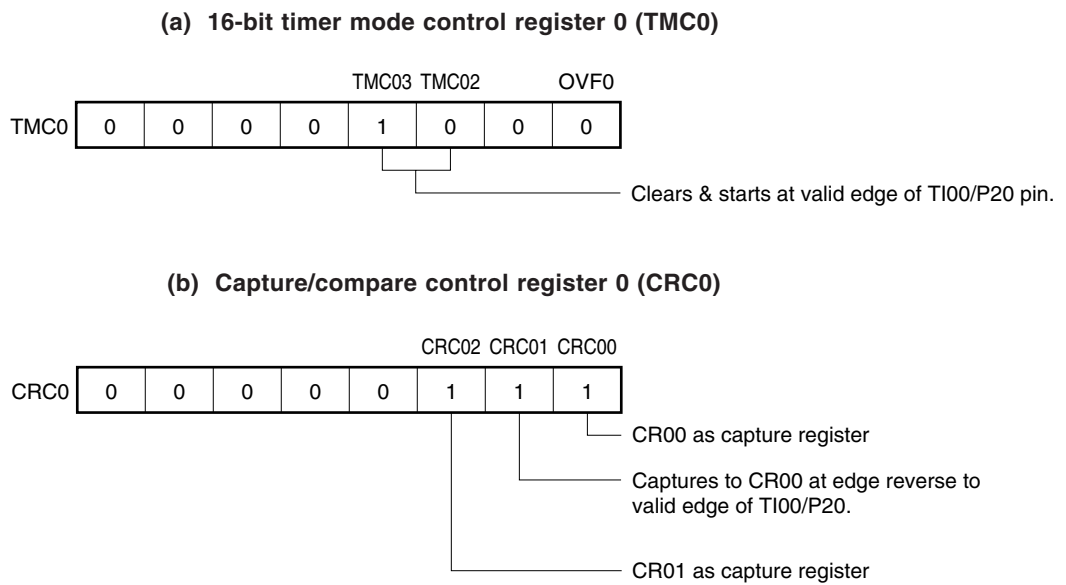 (a) 16-bit timer mode control register 0 (TMC0)
TMC03 TMC02 OVF0
TMC0 0 0 0 0 1 0 0 0
Clears & starts at valid edge of TI00/P20 pin.
(b) Capture/compare control register 0 (CRC0)
CRC02 CRC01 CRC00
CRC0 0 0 0 0 0 1 1 1
CR00 as capture register
Captures to CR00 at edge reverse to
valid edge of TI00/P20.
CR01 as capture register